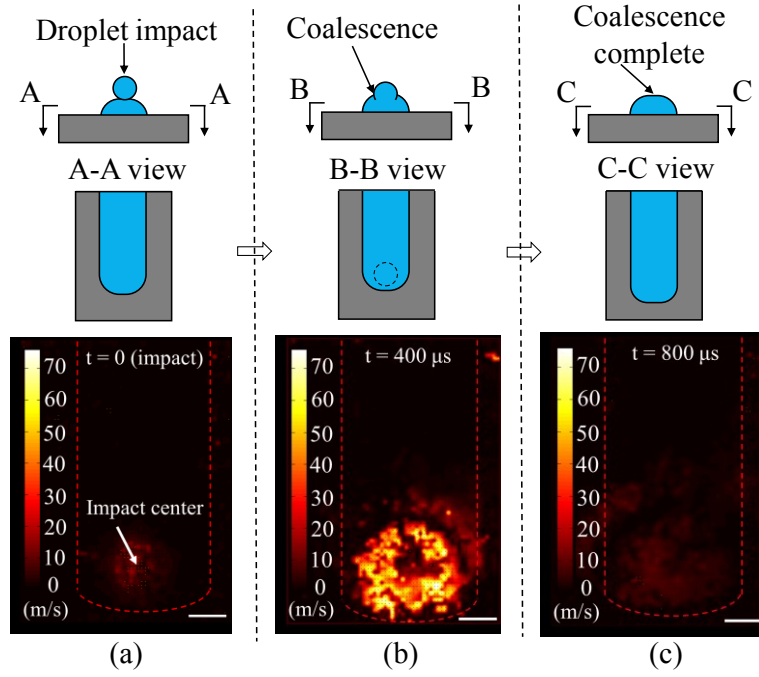 Droplet impact
A
A
A-A view
70
60
50
40
30
20
10
0
(m/s)
t = 0 (impact)
Impact center
(a)
Coalescence
B
B
B-B view
70
60
50
40
30
20
10
0
(m/s)
t = 400 µs
(b)
Coalescence
complete
C
C
C-C view
70
60
50
40
30
20
10
0
(m/s)
t = 800 µs
(c)